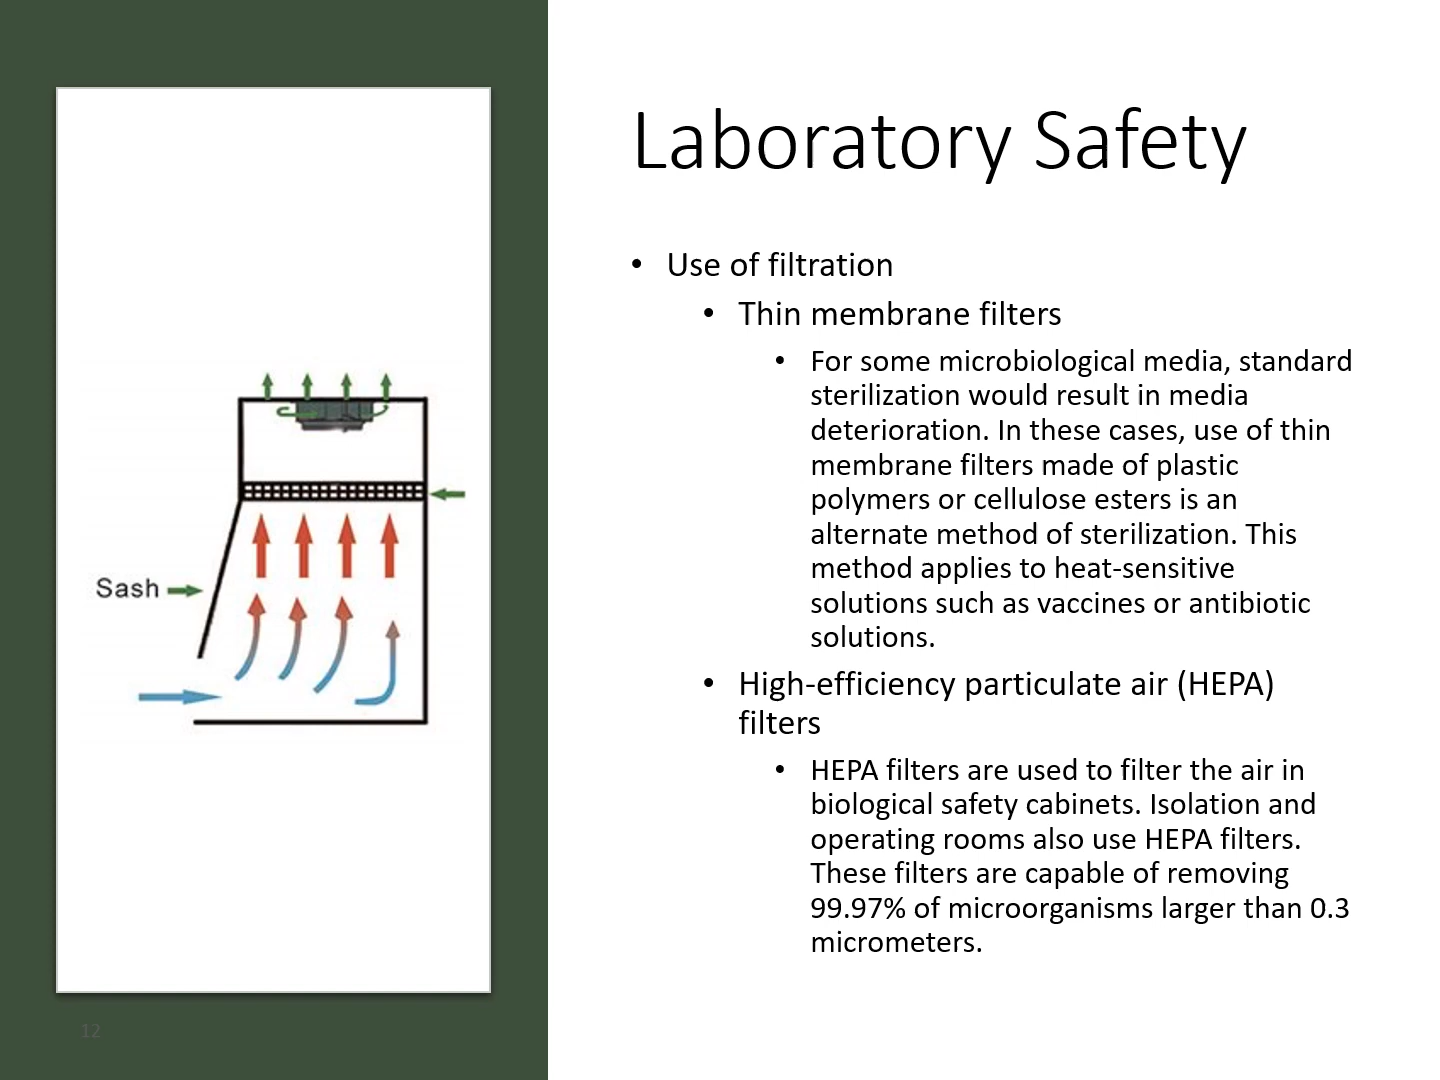 Laboratory Safety
• Use of filtration
• Thin membrane filters
• For some microbiological media, standard
sterilization would result in media
deterioration. In these cases, use of thin
membrane filters made of plastic
polymers or cellulose esters is an
alternate method of sterilization. This
method applies to heat-sensitive
solutions such as vaccines or antibiotic
solutions.
• High-efficiency particulate air (HEPA)
filters
• HEPA filters are used to filter the air in
biological safety cabinets. Isolation and
operating rooms also use HEPA filters.
These filters are capable of removing
99.97% of microorganisms larger than 0.3
micrometers.
Sash
12